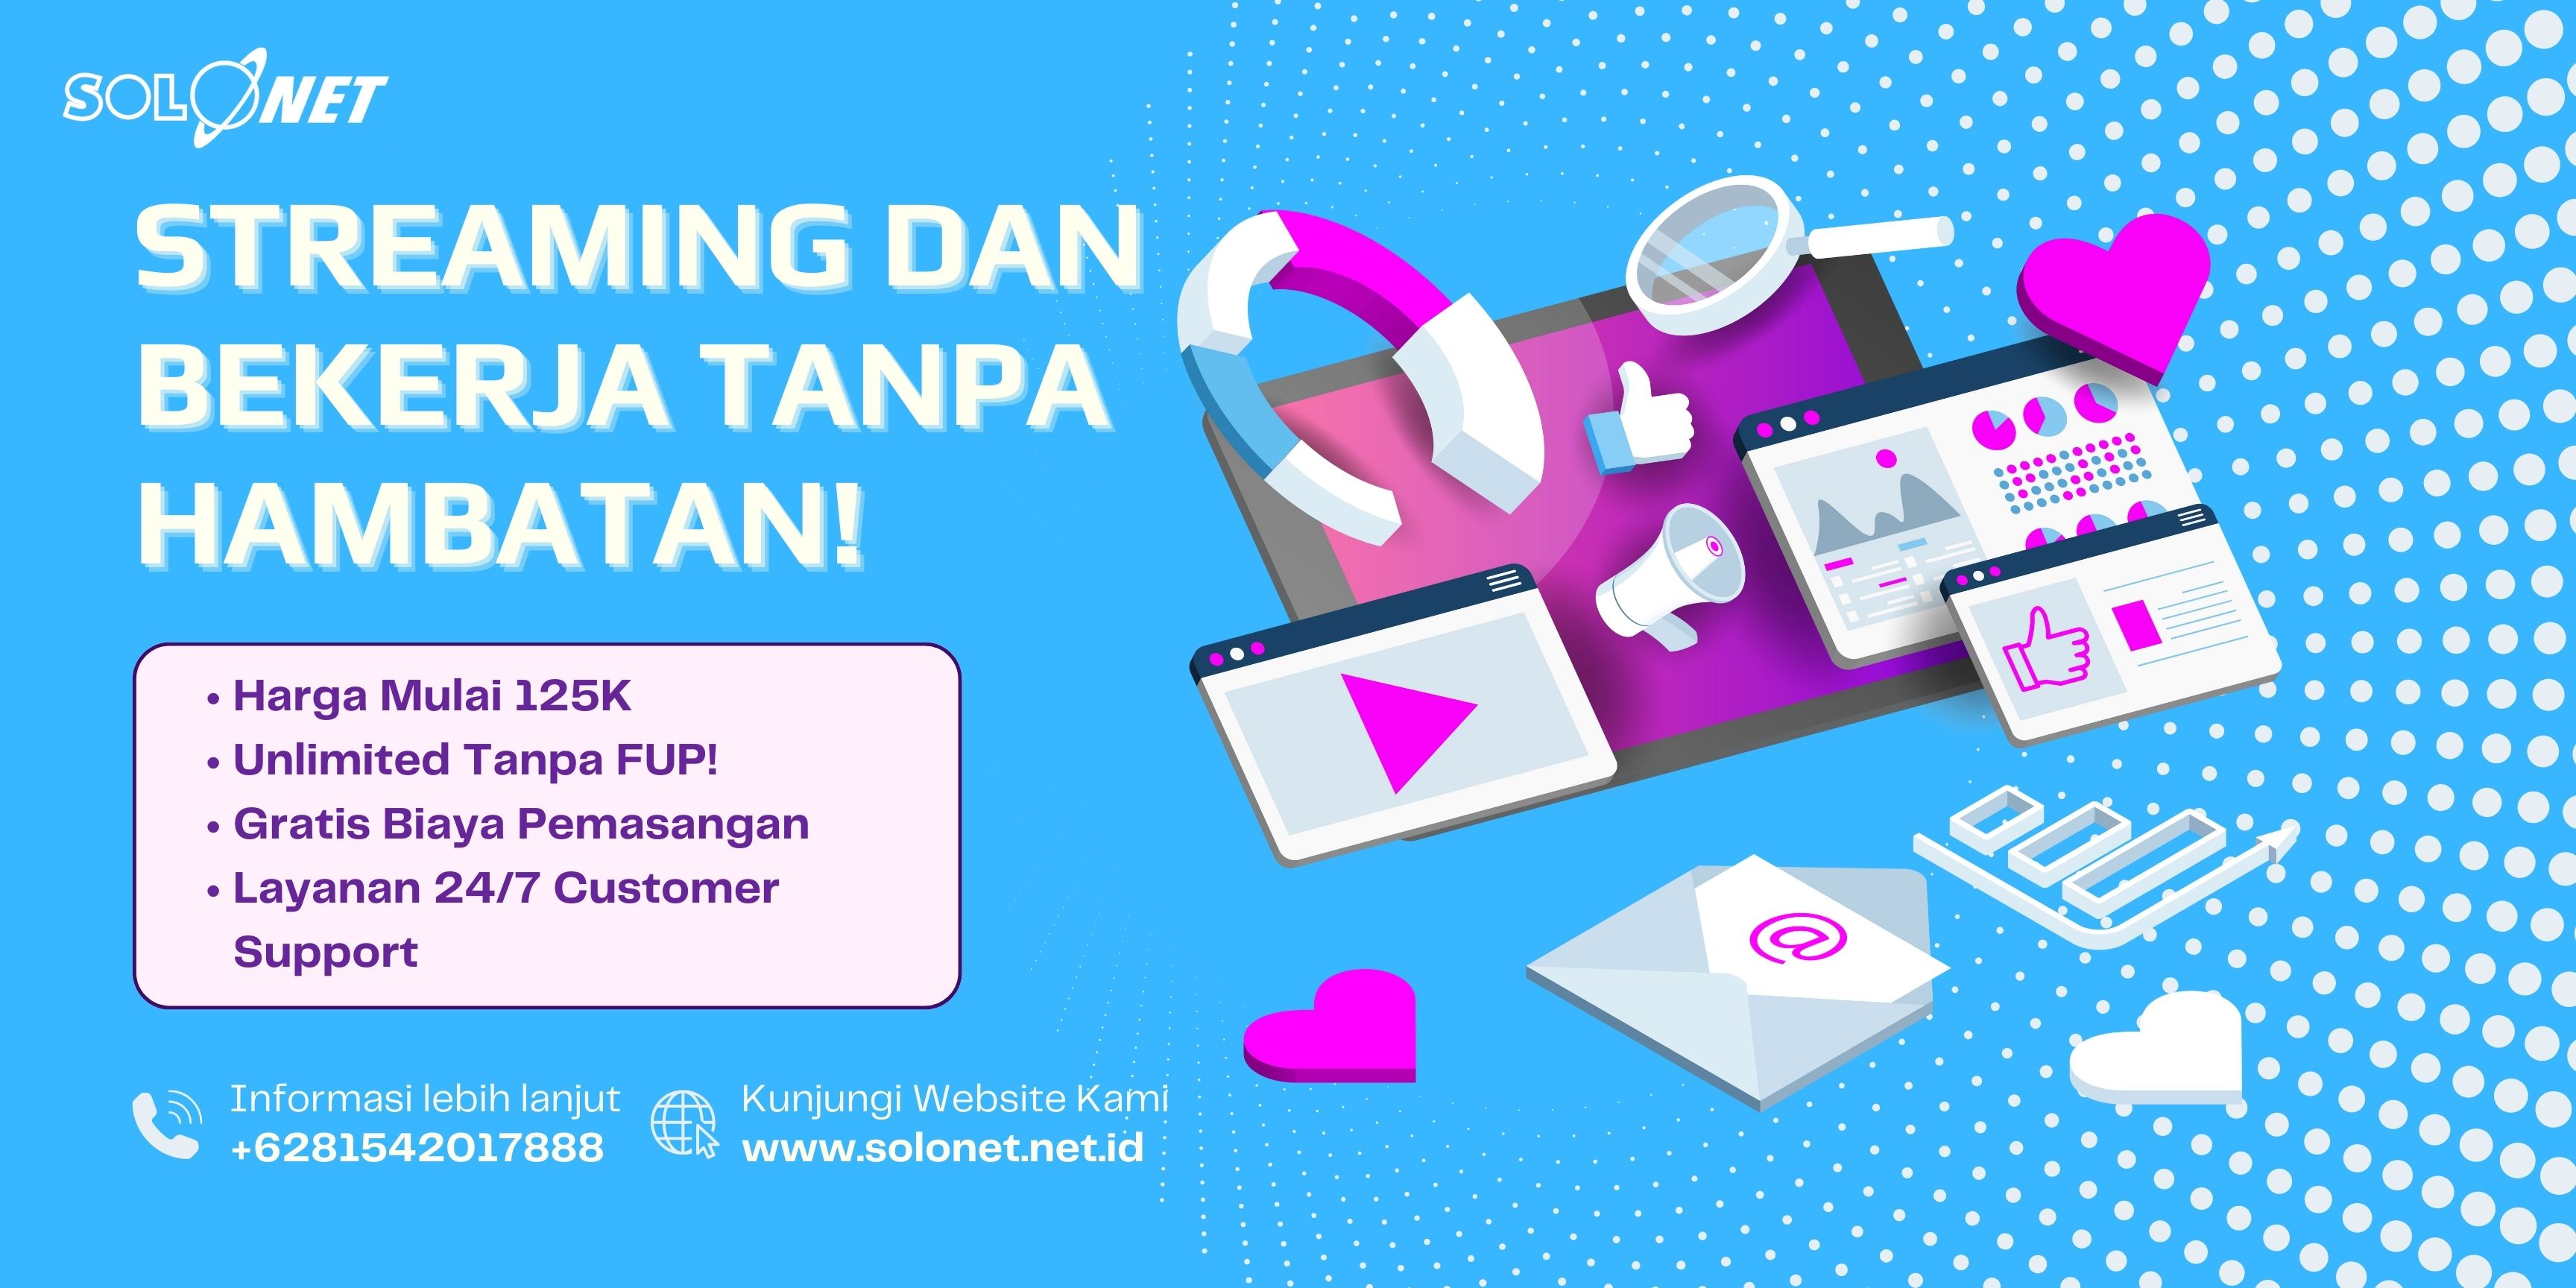 SOLONET
STREAMING DAN
BEKERJA TANPA
HAMBATAN!
• Harga Mulai 125K
• Unlimited Tanpa FUP!
• Gratis Biaya Pemasangan
• Layanan 24/7 Customer
Support
Informasi lebih lanjut
+6281542017888
Kunjungi Website Kami
www.solonet.net.id
@